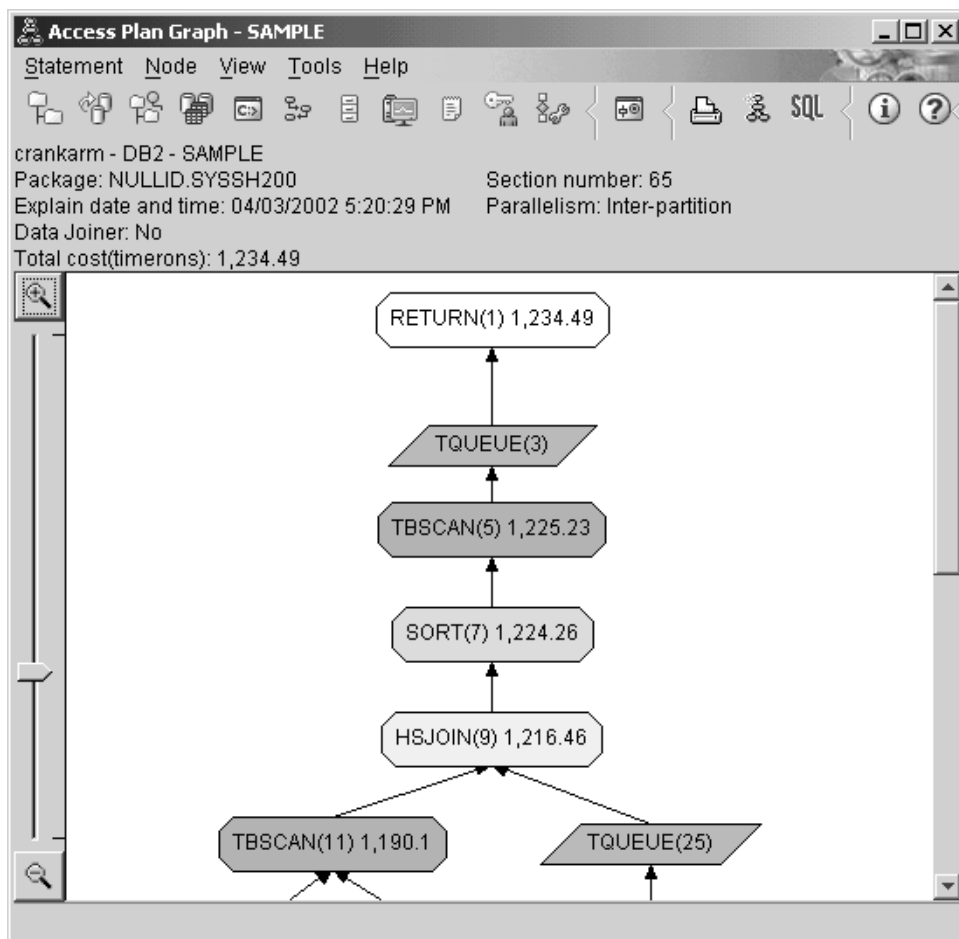 Access Plan Graph - SAMPLE
Statement Node View Tools Help
C:> SQL i ?
crankarm - DB2 - SAMPLE
Package: NULLID.SYSSH200 Section number: 65
Explain date and time: 04/03/2002 5:20:29 PM Parallelism: Inter-partition
Data Joiner: No
Total cost(timerons): 1,234.49
RETURN(1) 1,234.49
TQUEUE(3)
TBSCAN(5) 1,225.23
SORT(7) 1,224.26
HSJOIN(9) 1,216.46
TBSCAN(11) 1,190.1 TQUEUE(25)